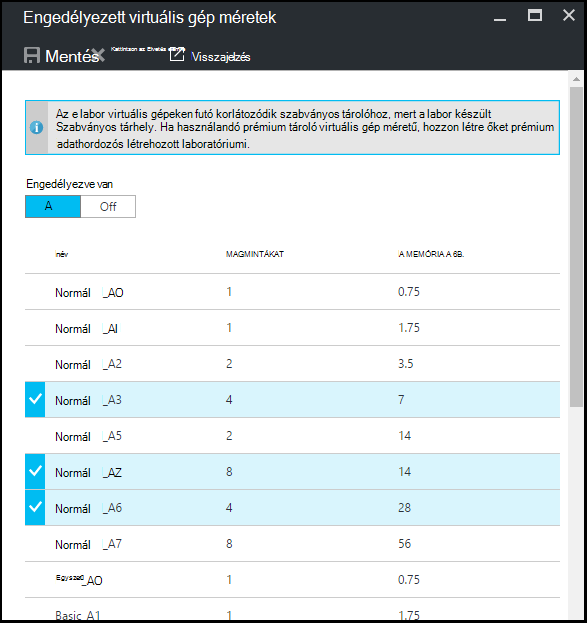 Engedélyezett virtuális gép méretek
Mentés Kattintson az Elvetés Visszajelzés
Az e labor virtuális gépeken futó korlátozódik szabványos tárolóhoz, mert a labor készült
Szabványos tárhely. Ha használandó prémium tároló virtuális gép méretű, hozzon létre őket prémium
adathordozós létrehozott laboratóriumi.
Engedélyezve van
A Off
név MAGMINTÁKAT A MEMÓRIA A 6B.
Normál _AO 1 0.75
Normál _AI 1 1.75
Normál _A2 2 3.5
Normál _A3 4 7
Normál _A5 2 14
Normál _AZ 8 14
Normál _A6 4 28
Normál _A7 8 56
Egyszerű _AO 1 0.75
Basic_A1 1 1.75